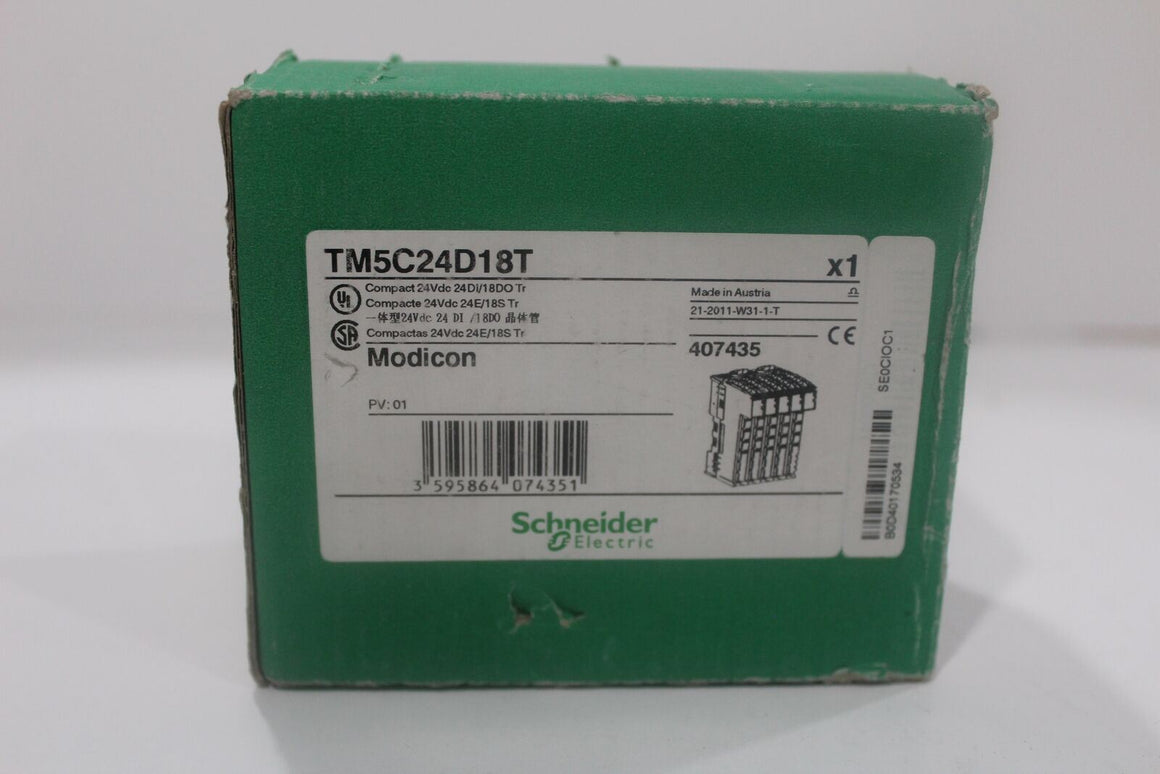 TM5C24D18T x1
UL
Compact 24Vdc 24DI/18DO Tr
Compacte 24Vdc 24E/18S Tr
一体型24Vdc 24 DI /18DO 晶体管
SA
Compactas 24Vdc 24E/18S Tr
Modicon
PV: 01
3 595864 074351
Made in Austria
21-2011-W31-1-T
CE
407435
Schneider
Electric
SE0CIOC1
B0D40170534